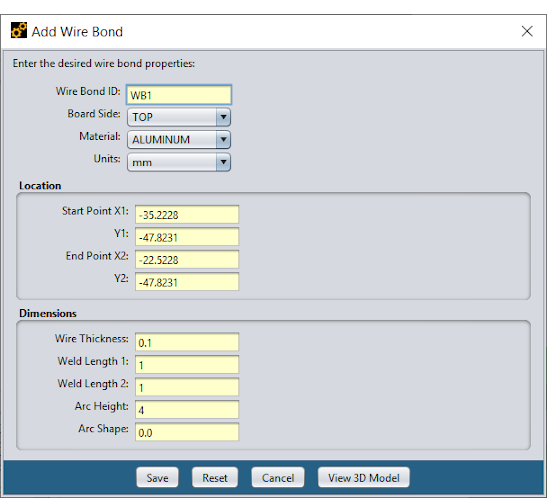 Add Wire Bond
Enter the desired wire bond properties:
Wire Bond ID: WB1
Board Side: TOP
Material: ALUMINUM
Units: mm
Location
Start Point X1: -35.2228
Y1: -47.8231
End Point X2: -22.5228
Y2: -47.8231
Dimensions
Wire Thickness: 0.1
Weld Length 1: 1
Weld Length 2: 1
Arc Height: 4
Arc Shape: 0.0
Save Reset Cancel View 3D Model